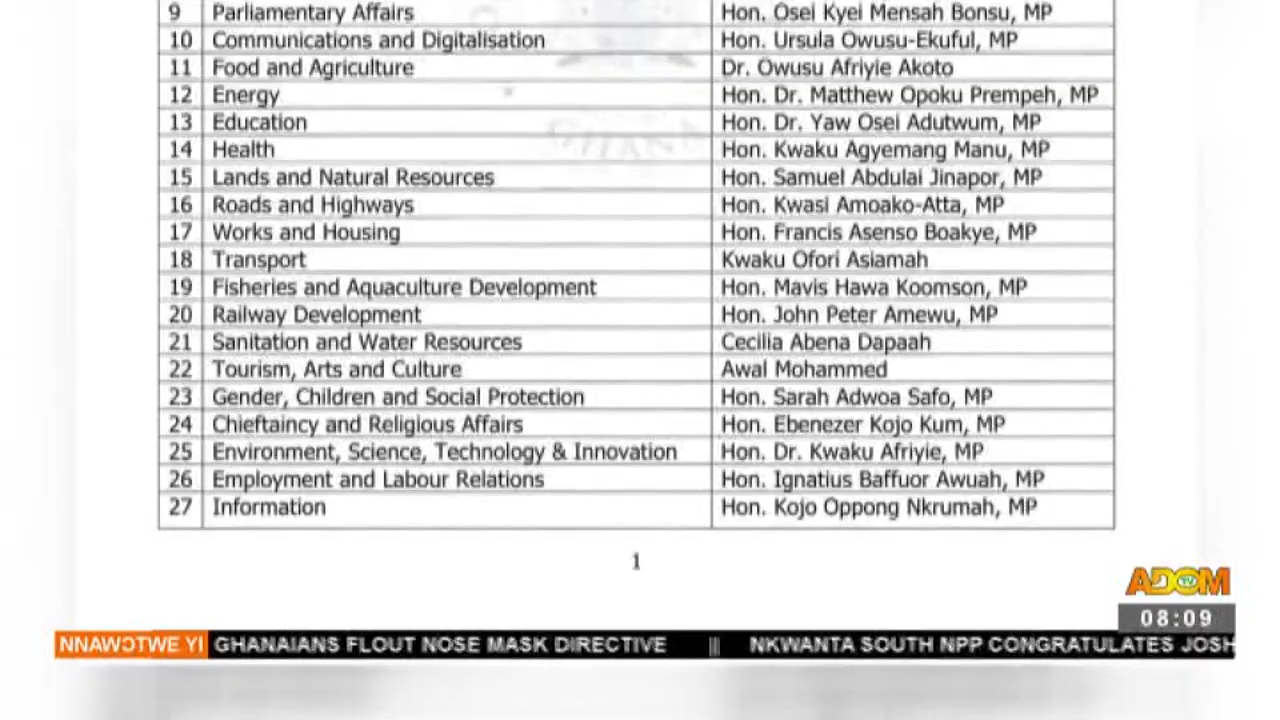 9 Parliamentary Affairs Hon. Osei Kyei Mensah Bonsu, MP
10 Communications and Digitalisation Hon. Ursula Owusu-Ekuful, MP
11 Food and Agriculture Dr. Owusu Afriyie Akoto
12 Energy Hon. Dr. Matthew Opoku Prempeh, MP
13 Education Hon. Dr. Yaw Osei Adutwum, MP
14 Health Hon. Kwaku Agyemang Manu, MP
15 Lands and Natural Resources Hon. Samuel Abdulai Jinapor, MP
16 Roads and Highways Hon. Kwasi Amoako-Atta, MP
17 Works and Housing Hon. Francis Asenso Boakye, MP
18 Transport Kwaku Ofori Asiamah
19 Fisheries and Aquaculture Development Hon. Mavis Hawa Koomson, MP
20 Railway Development Hon. John Peter Amewu, MP
21 Sanitation and Water Resources Cecilia Abena Dapaah
22 Tourism, Arts and Culture Awal Mohammed
23 Gender, Children and Social Protection Hon. Sarah Adwoa Safo, MP
24 Chieftaincy and Religious Affairs Hon. Ebenezer Kojo Kum, MP
25 Environment, Science, Technology & Innovation Hon. Dr. Kwaku Afriyie, MP
26 Employment and Labour Relations Hon. Ignatius Baffuor Awuah, MP
27 Information Hon. Kojo Oppong Nkrumah, MP
GHANA
1
ADOM TV
08:09
NNAWƆTWE YI GHANAIANS FLOUT NOSE MASK DIRECTIVE || NKWANTA SOUTH NPP CONGRATULATES JOSH